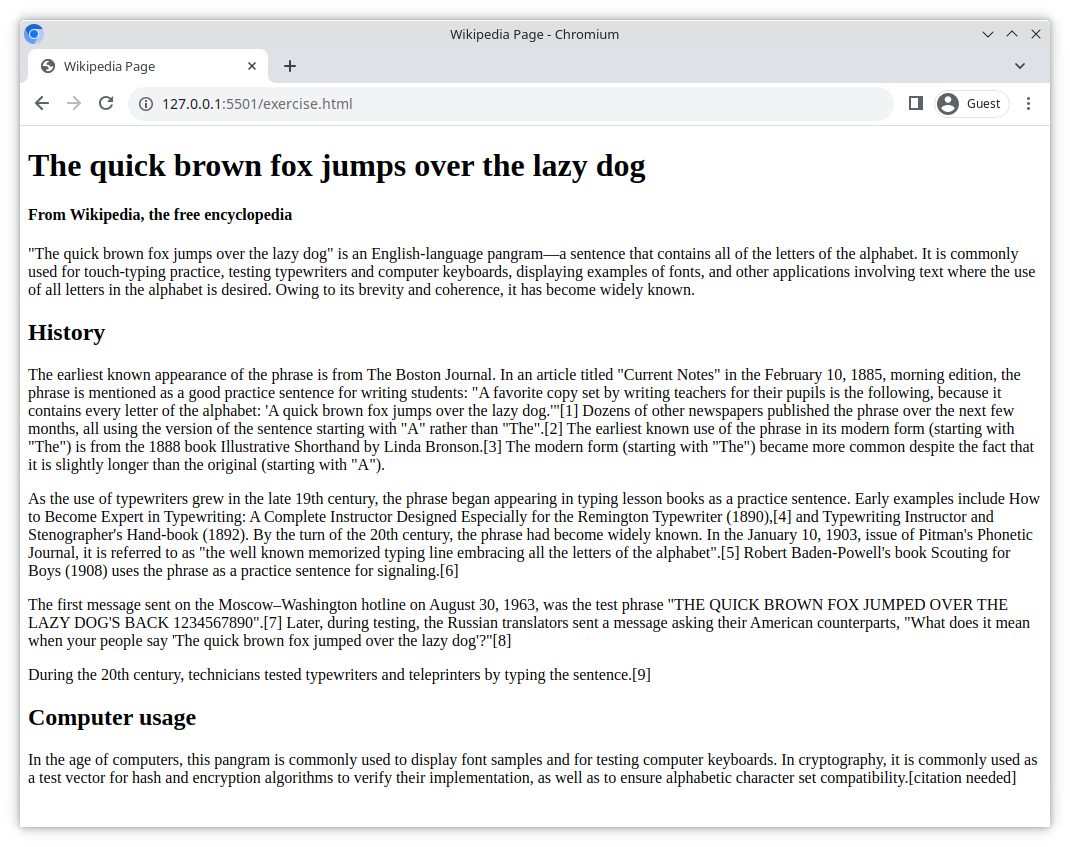 Wikipedia Page - Chromium
Wikipedia Page
127.0.0.1:5501/exercise.html
Guest
The quick brown fox jumps over the lazy dog
From Wikipedia, the free encyclopedia
"The quick brown fox jumps over the lazy dog" is an English-language pangram—a sentence that contains all of the letters of the alphabet. It is commonly
used for touch-typing practice, testing typewriters and computer keyboards, displaying examples of fonts, and other applications involving text where the use
of all letters in the alphabet is desired. Owing to its brevity and coherence, it has become widely known.
History
The earliest known appearance of the phrase is from The Boston Journal. In an article titled "Current Notes" in the February 10, 1885, morning edition, the
phrase is mentioned as a good practice sentence for writing students: "A favorite copy set by writing teachers for their pupils is the following, because it
contains every letter of the alphabet: 'A quick brown fox jumps over the lazy dog.'"[1] Dozens of other newspapers published the phrase over the next few
months, all using the version of the sentence starting with "A" rather than "The".[2] The earliest known use of the phrase in its modern form (starting with
"The") is from the 1888 book Illustrative Shorthand by Linda Bronson.[3] The modern form (starting with "The") became more common despite the fact that
it is slightly longer than the original (starting with "A").
As the use of typewriters grew in the late 19th century, the phrase began appearing in typing lesson books as a practice sentence. Early examples include How
to Become Expert in Typewriting: A Complete Instructor Designed Especially for the Remington Typewriter (1890),[4] and Typewriting Instructor and
Stenographer's Hand-book (1892). By the turn of the 20th century, the phrase had become widely known. In the January 10, 1903, issue of Pitman's Phonetic
Journal, it is referred to as "the well known memorized typing line embracing all the letters of the alphabet".[5] Robert Baden-Powell's book Scouting for
Boys (1908) uses the phrase as a practice sentence for signaling.[6]
The first message sent on the Moscow–Washington hotline on August 30, 1963, was the test phrase "THE QUICK BROWN FOX JUMPED OVER THE
LAZY DOG'S BACK 1234567890".[7] Later, during testing, the Russian translators sent a message asking their American counterparts, "What does it mean
when your people say 'The quick brown fox jumped over the lazy dog'?"[8]
During the 20th century, technicians tested typewriters and teleprinters by typing the sentence.[9]
Computer usage
In the age of computers, this pangram is commonly used to display font samples and for testing computer keyboards. In cryptography, it is commonly used as
a test vector for hash and encryption algorithms to verify their implementation, as well as to ensure alphabetic character set compatibility.[citation needed]